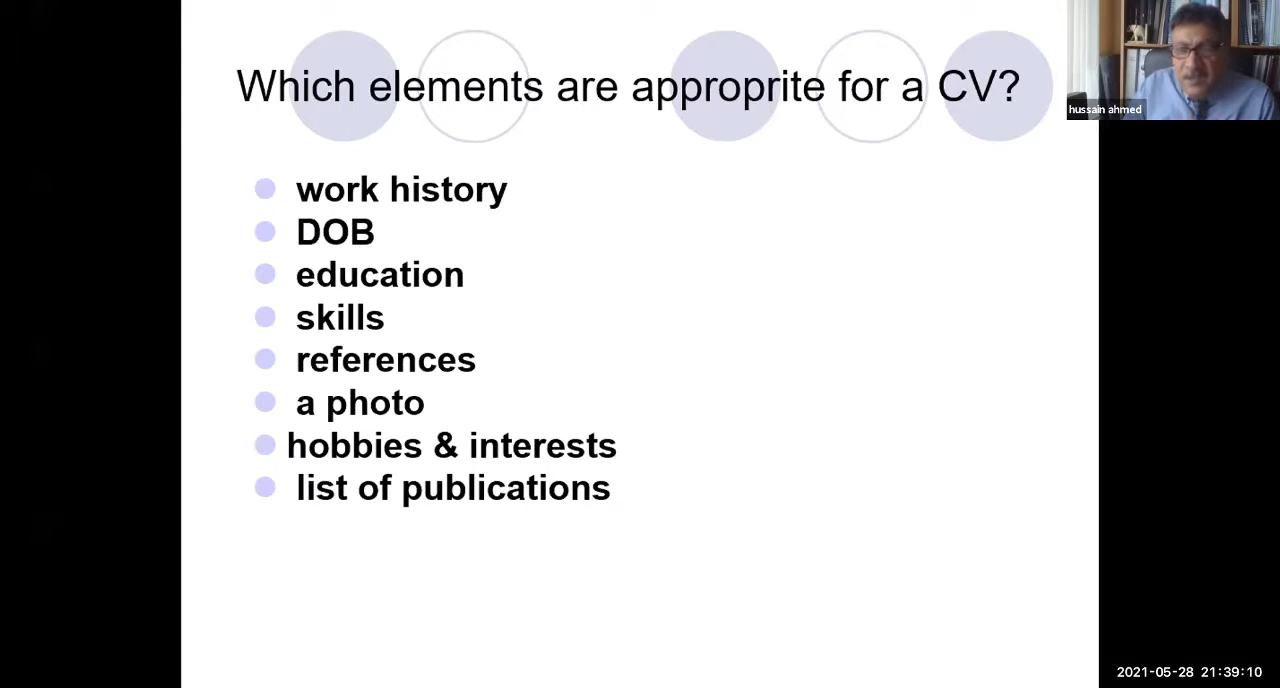 Which elements are approprite for a CV?
hussain ahmed
work history
DOB
education
skills
references
a photo
hobbies & interests
list of publications
2021-05-28 21:39:10